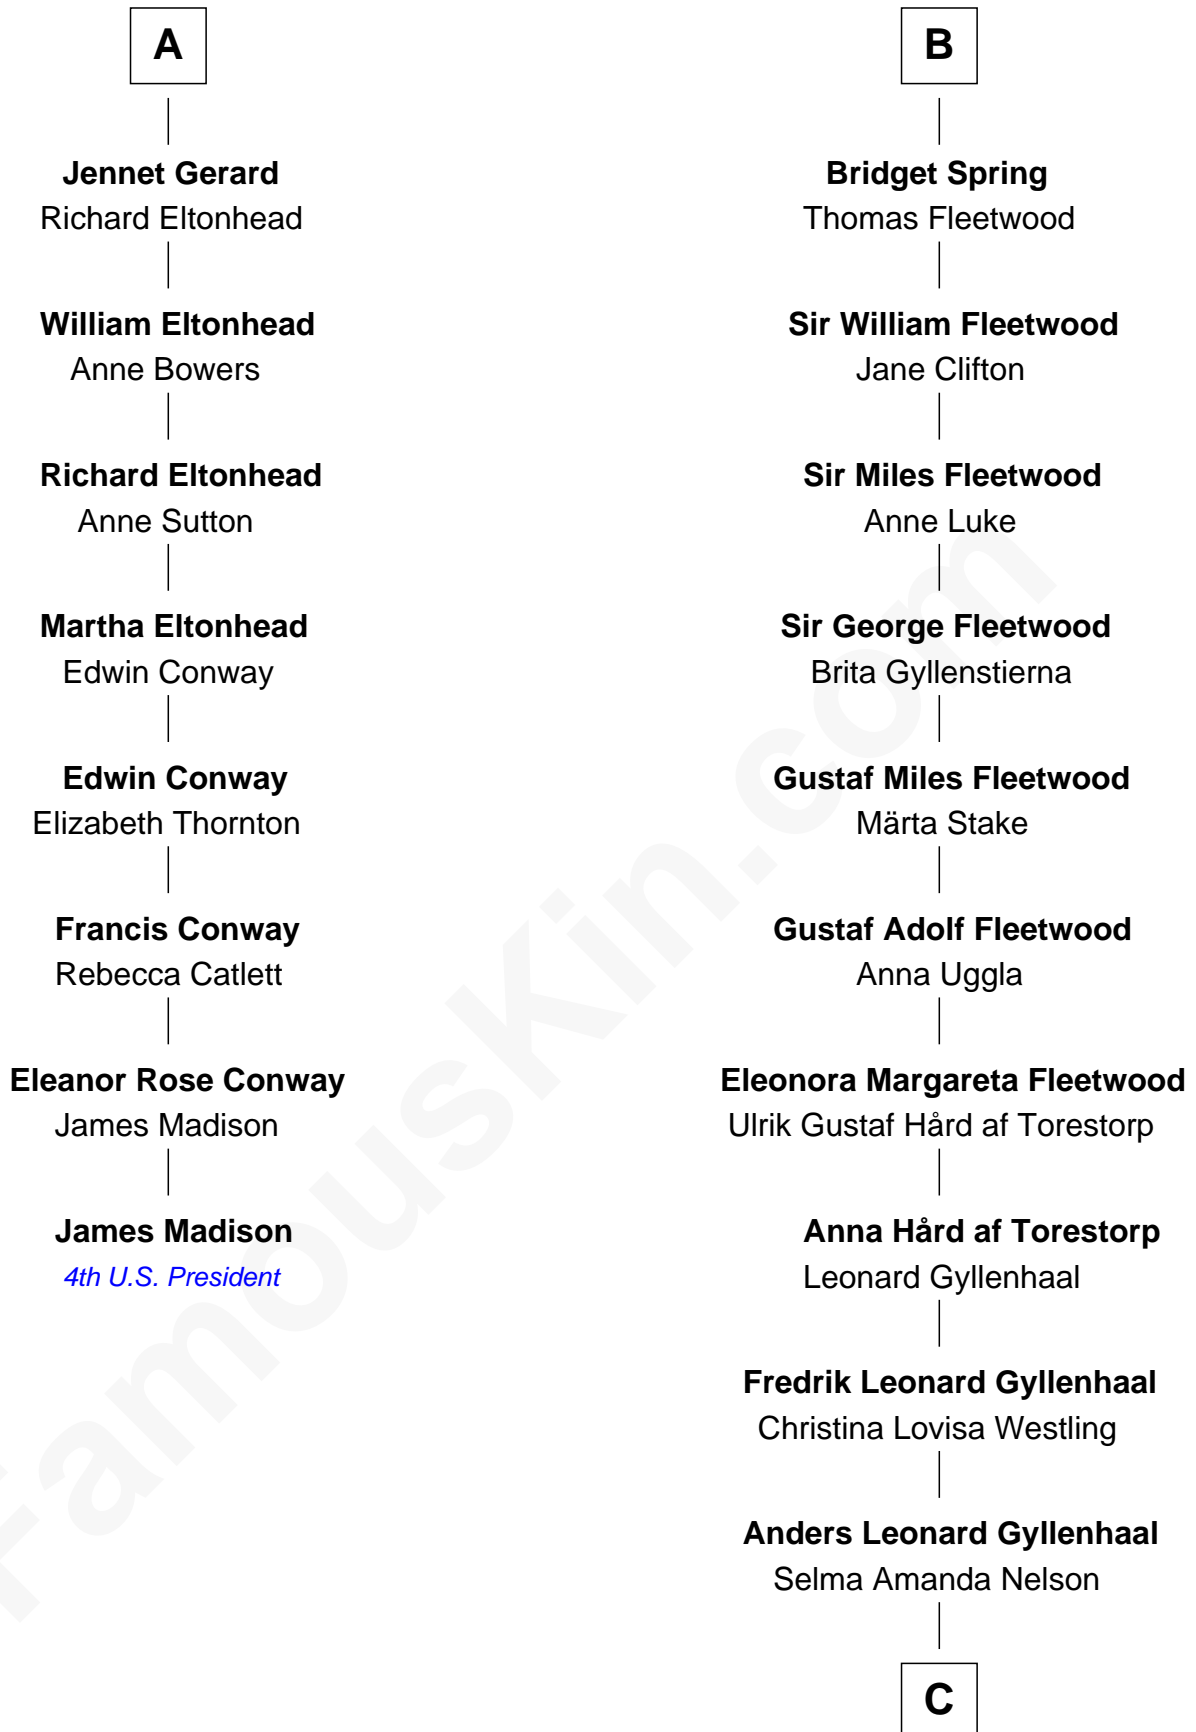 A
Jennet Gerard
Richard Eltonhead
William Eltonhead
Anne Bowers
Richard Eltonhead
Anne Sutton
Martha Eltonhead
Edwin Conway
Edwin Conway
Elizabeth Thornton
Francis Conway
Rebecca Catlett
Eleanor Rose Conway
James Madison
James Madison
4th U.S. President
B
Bridget Spring
Thomas Fleetwood
Sir William Fleetwood
Jane Clifton
Sir Miles Fleetwood
Anne Luke
Sir George Fleetwood
Brita Gyllenstierna
Gustaf Miles Fleetwood
Märta Stake
Gustaf Adolf Fleetwood
Anna Uggla
Eleonora Margareta Fleetwood
Ulrik Gustaf Hård af Torestorp
Anna Hård af Torestorp
Leonard Gyllenhaal
Fredrik Leonard Gyllenhaal
Christina Lovisa Westling
Anders Leonard Gyllenhaal
Selma Amanda Nelson
C
FamousKin.com